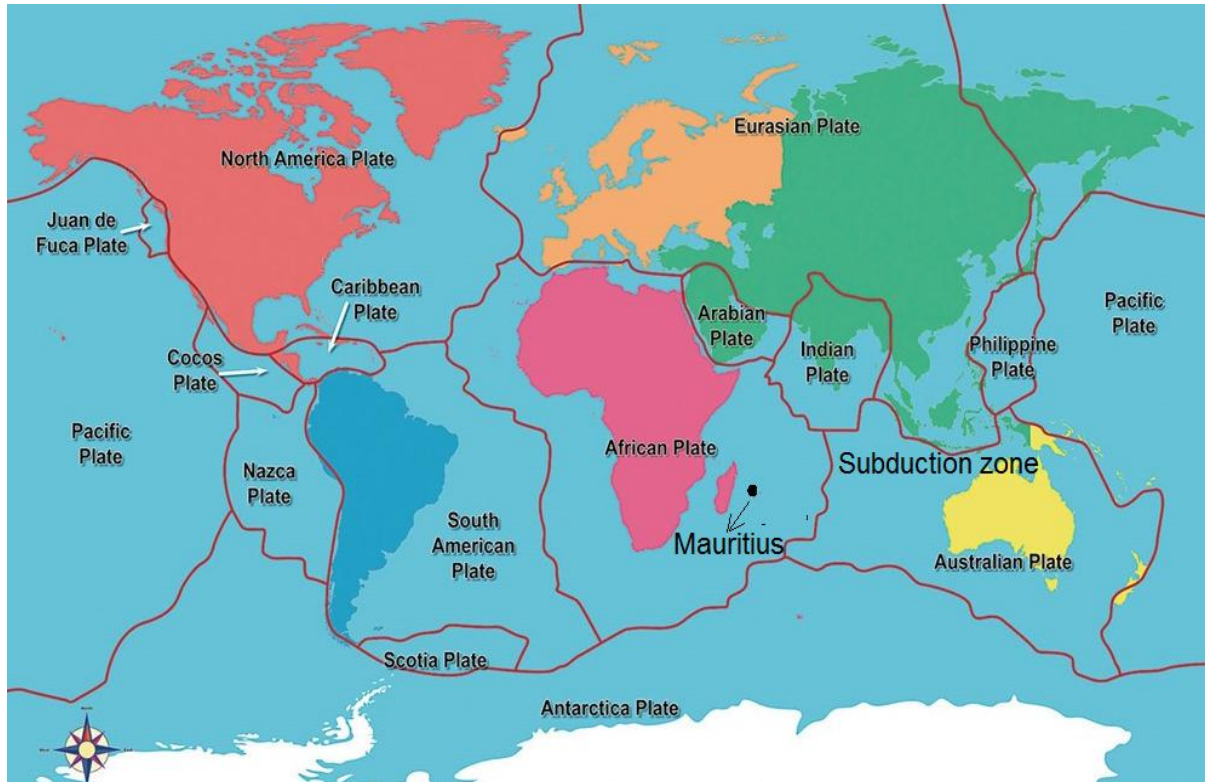 Eurasian Plate
North America Plate
Juan de
Fuca Plate
Caribbean
Plate
Arabian
Plate
Indian
Plate
Philippine
Plate
Pacific
Plate
Cocos
Plate
Pacific
Plate
Nazca
Plate
African Plate
Subduction zone
South
American
Plate
Mauritius
Australian Plate
Scotia Plate
Antarctica Plate